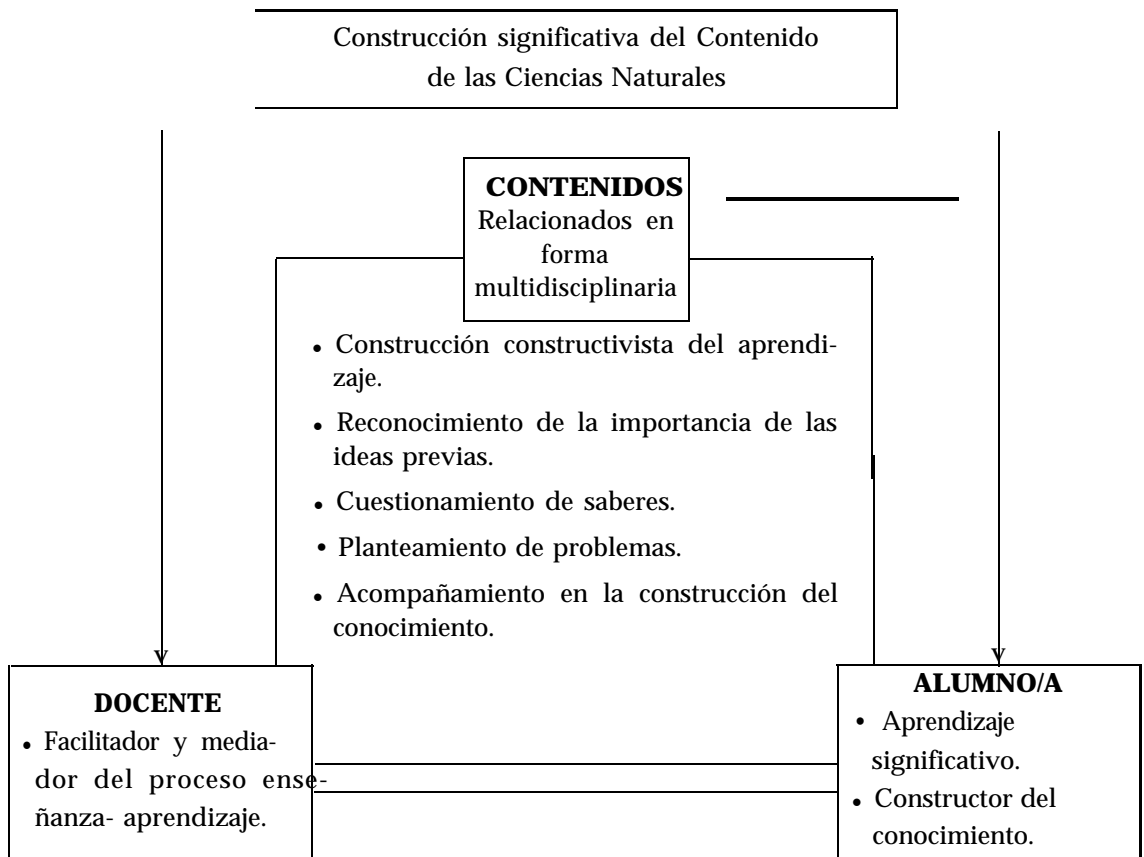 Construcción significativa del Contenido
de las Ciencias Naturales
CONTENIDOS
Relacionados en
forma
multidisciplinaria
• Construcción constructivista del aprendi-
zaje.
• Reconocimiento de la importancia de las
ideas previas.
• Cuestionamiento de saberes.
• Planteamiento de problemas.
• Acompañamiento en la construcción del
conocimiento.
DOCENTE
• Facilitador y media-
dor del proceso ense-
ñanza- aprendizaje.
ALUMNO/A
• Aprendizaje
significativo.
• Constructor del
conocimiento.